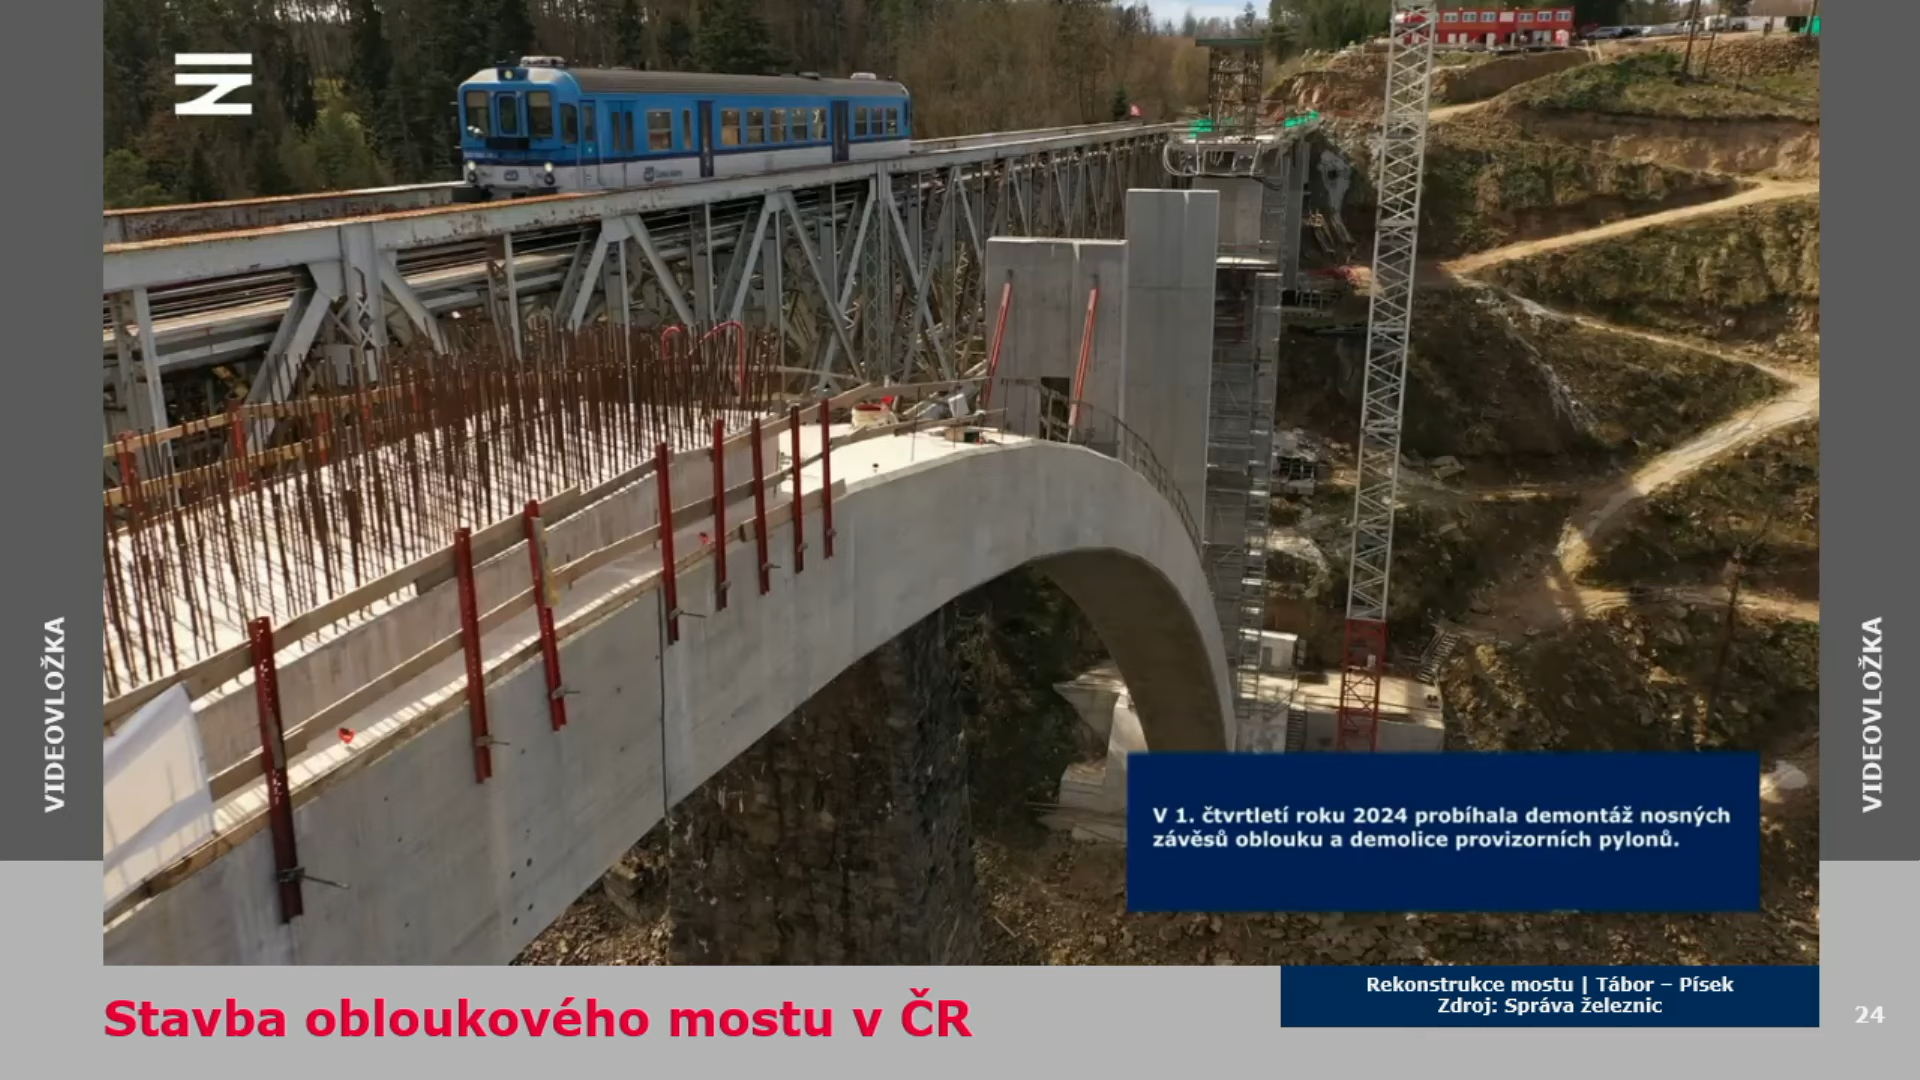 VIDEOVLOŽKA
VIDEOVLOŽKA
V 1. čtvrtletí roku 2024 probíhala demontáž nosných
závěsů oblouku a demolice provizorních pylonů.
Stavba obloukového mostu v ČR
Rekonstrukce mostu | Tábor – Písek
Zdroj: Správa železnic
24